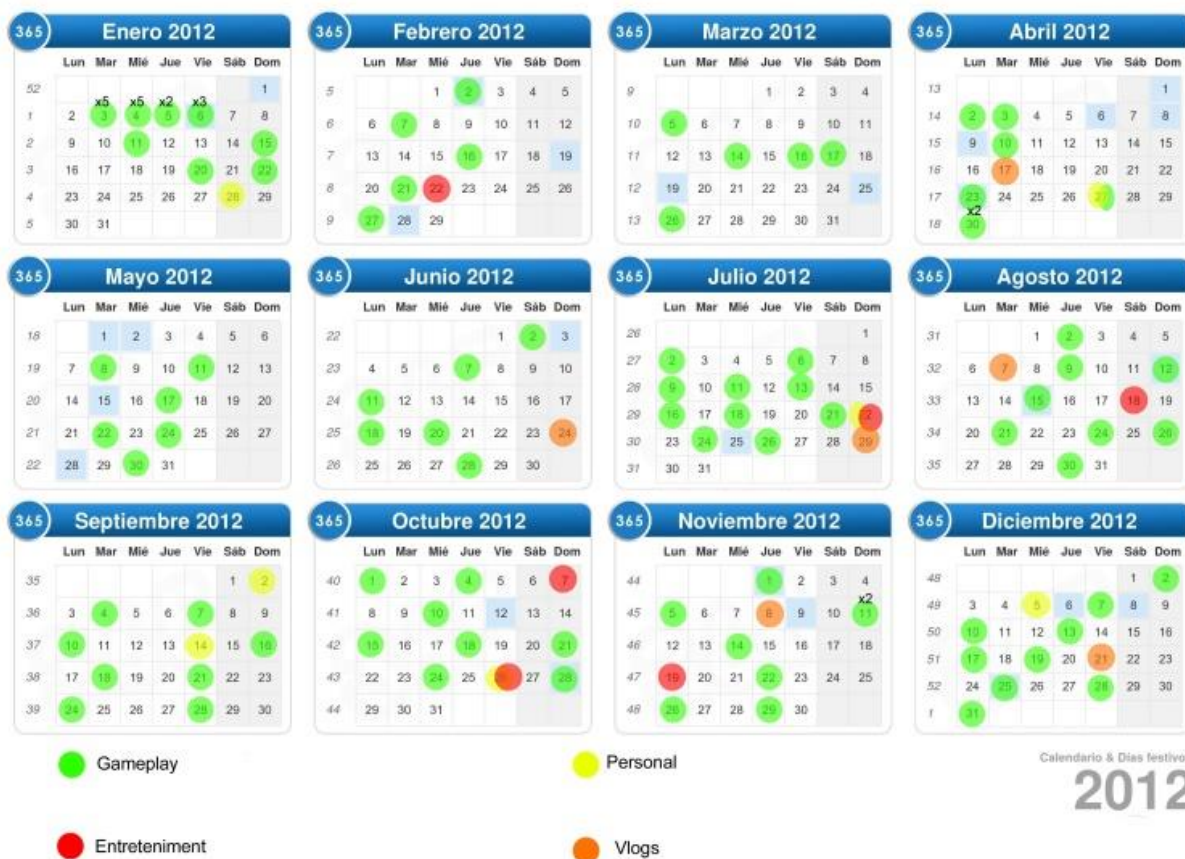 365 Enero 2012
Lun Mar Mié Jue Vie Sáb Dom
52 1
x5 x5 x2 x3
1 2 3 4 5 6 7 8
2 9 10 11 12 13 14 15
3 16 17 18 19 20 21 22
4 23 24 25 26 27 28 29
5 30 31
365 Febrero 2012
Lun Mar Mié Jue Vie Sáb Dom
5 1 2 3 4 5
6 6 7 8 9 10 11 12
7 13 14 15 16 17 18 19
8 20 21 22 23 24 25 26
9 27 28 29
365 Marzo 2012
Lun Mar Mié Jue Vie Sáb Dom
9 1 2 3 4
10 5 6 7 8 9 10 11
11 12 13 14 15 16 17 18
12 19 20 21 22 23 24 25
13 26 27 28 29 30 31
365 Abril 2012
Lun Mar Mié Jue Vie Sáb Dom
13 1
14 2 3 4 5 6 7 8
15 9 10 11 12 13 14 15
16 16 17 18 19 20 21 22
17 23 24 25 26 27 28 29
x2
18 30
365 Mayo 2012
Lun Mar Mié Jue Vie Sáb Dom
18 1 2 3 4 5 6
19 7 8 9 10 11 12 13
20 14 15 16 17 18 19 20
21 21 22 23 24 25 26 27
22 28 29 30 31
365 Junio 2012
Lun Mar Mié Jue Vie Sáb Dom
22 1 2 3
23 4 5 6 7 8 9 10
24 11 12 13 14 15 16 17
25 18 19 20 21 22 23 24
26 25 26 27 28 29 30
365 Julio 2012
Lun Mar Mié Jue Vie Sáb Dom
26 1
27 2 3 4 5 6 7 8
28 9 10 11 12 13 14 15
29 16 17 18 19 20 21 22
30 23 24 25 26 27 28 29
31 30 31
365 Agosto 2012
Lun Mar Mié Jue Vie Sáb Dom
31 1 2 3 4 5
32 6 7 8 9 10 11 12
33 13 14 15 16 17 18 19
34 20 21 22 23 24 25 26
35 27 28 29 30 31
365 Septiembre 2012
Lun Mar Mié Jue Vie Sáb Dom
35 1 2
36 3 4 5 6 7 8 9
37 10 11 12 13 14 15 16
38 17 18 19 20 21 22 23
39 24 25 26 27 28 29 30
365 Octubre 2012
Lun Mar Mié Jue Vie Sáb Dom
40 1 2 3 4 5 6 7
41 8 9 10 11 12 13 14
42 15 16 17 18 19 20 21
43 22 23 24 25 26 27 28
44 29 30 31
365 Noviembre 2012
Lun Mar Mié Jue Vie Sáb Dom
44 1 2 3 4
x2
45 5 6 7 8 9 10 11
46 12 13 14 15 16 17 18
47 19 20 21 22 23 24 25
48 26 27 28 29 30
365 Diciembre 2012
Lun Mar Mié Jue Vie Sáb Dom
48 1 2
49 3 4 5 6 7 8 9
50 10 11 12 13 14 15 16
51 17 18 19 20 21 22 23
52 24 25 26 27 28 29 30
1 31
Gameplay
Personal
Calendario & Días festivo
2012
Entreteniment
Vlogs